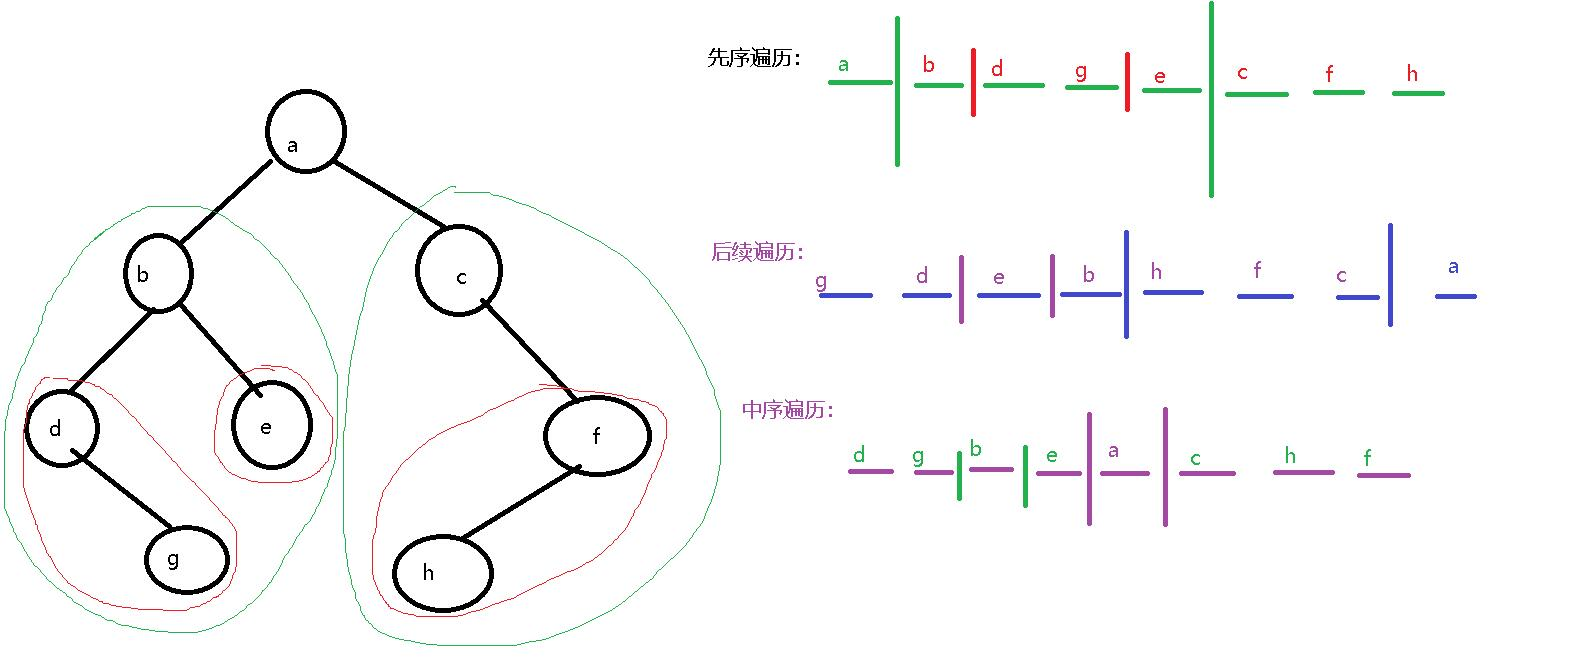 a
b
c
d
e
f
g
h
先序遍历：
a b d g e c f h
后续遍历：
g d e b h f c a
中序遍历：
d g b e a c h f